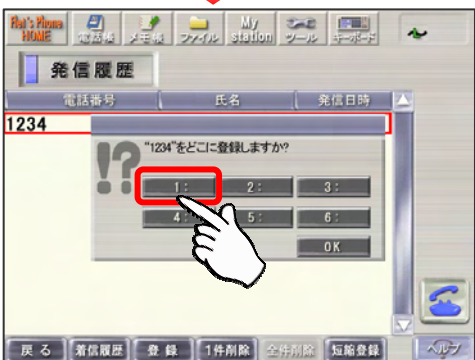 Flet's Phone HOME
電話帳
メモ帳
ファイル
My station
ツール
キーボード
発信履歴
電話番号 氏名 発信日時
1234
!?
"1234"をどこに登録しますか?
1: 2: 3:
4: 5: 6:
OK
戻る 着信履歴 登録 1件削除 全件削除 短縮登録 ヘルプ